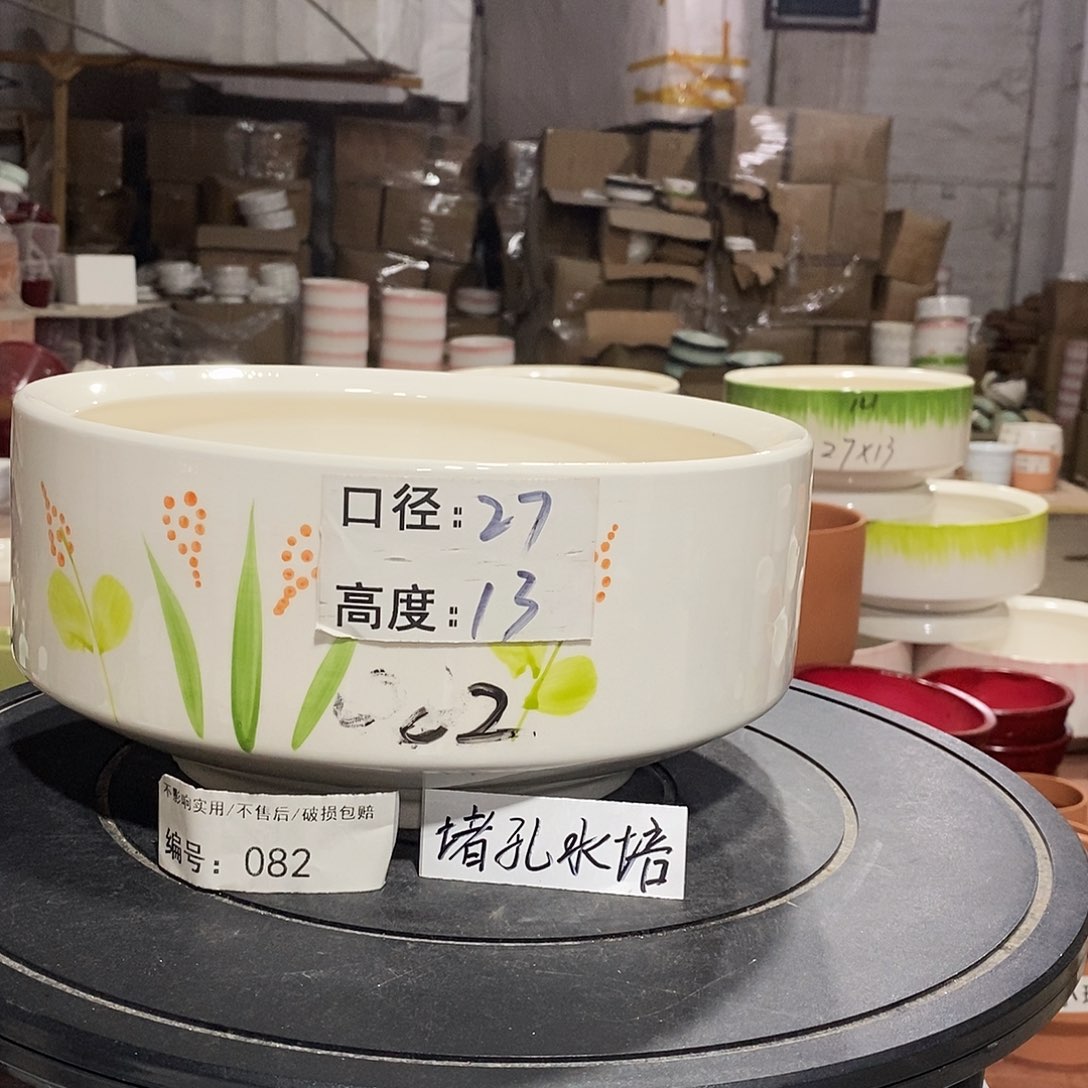 27x13
口径：27
高度：13
不影响实用/不售后/破损包赔
编号：082
堵孔水培